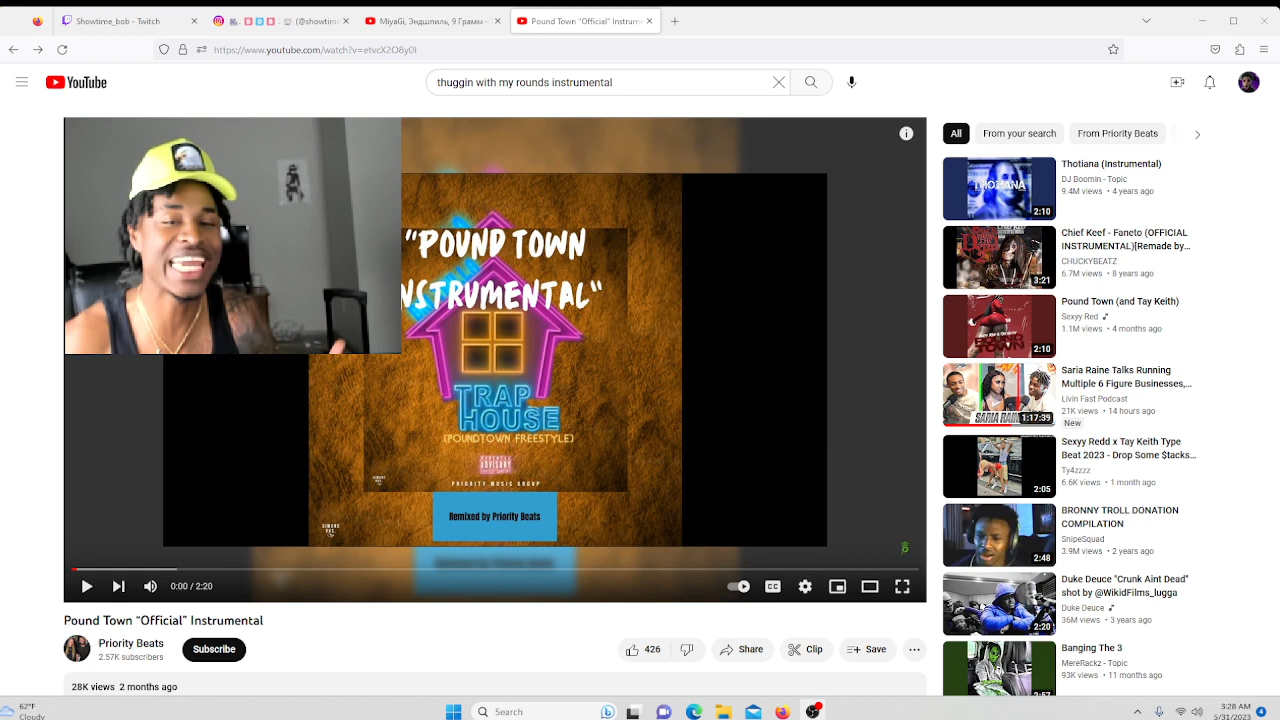 Showtime_bob - Twitch
(@showtime
MiyaGi, Эндшпиль, 9 Грамм –
Pound Town "Official" Instrum
https://www.youtube.com/watch?v=etvcX2O8y0I
YouTube
thuggin with my rounds instrumental
All
From your search
From Priority Beats
"POUND TOWN
INSTRUMENTAL"
TRAP
HOUSE
(POUNDTOWN FREESTYLE)
PARENTAL
ADVISORY
PRIORITY MUSIC GROUP
Remixed by Priority Beats
0:00 / 2:20
CC
Pound Town "Official" Instrumental
Priority Beats
2.57K subscribers
Subscribe
426
Share
Clip
Save
28K views 2 months ago
THOTIANA
2:10
Thotiana (Instrumental)
DJ Boomin - Topic
9.4M views • 4 years ago
3:21
Chief Keef - Faneto (OFFICIAL
INSTRUMENTAL)[Remade by...
CHUCKYBEATZ
6.7M views • 8 years ago
2:10
Pound Town (and Tay Keith)
Sexyy Red
1.1M views • 4 months ago
SARIA RAINE
1:17:39
Saria Raine Talks Running
Multiple 6 Figure Businesses,...
Livin Fast Podcast
21K views • 14 hours ago
New
2:05
Sexyy Redd x Tay Keith Type
Beat 2023 - Drop Some $tacks...
Ty4zzzz
6.6K views • 1 month ago
2:48
BRONNY TROLL DONATION
COMPILATION
SnipeSquad
3.9M views • 2 years ago
2:20
Duke Deuce "Crunk Aint Dead"
shot by @WikidFilms_lugga
Duke Deuce
36M views • 3 years ago
Banging The 3
MereRackz - Topic
93K views • 11 months ago
62°F
Cloudy
Search
3:28 AM
5/31/2023
4